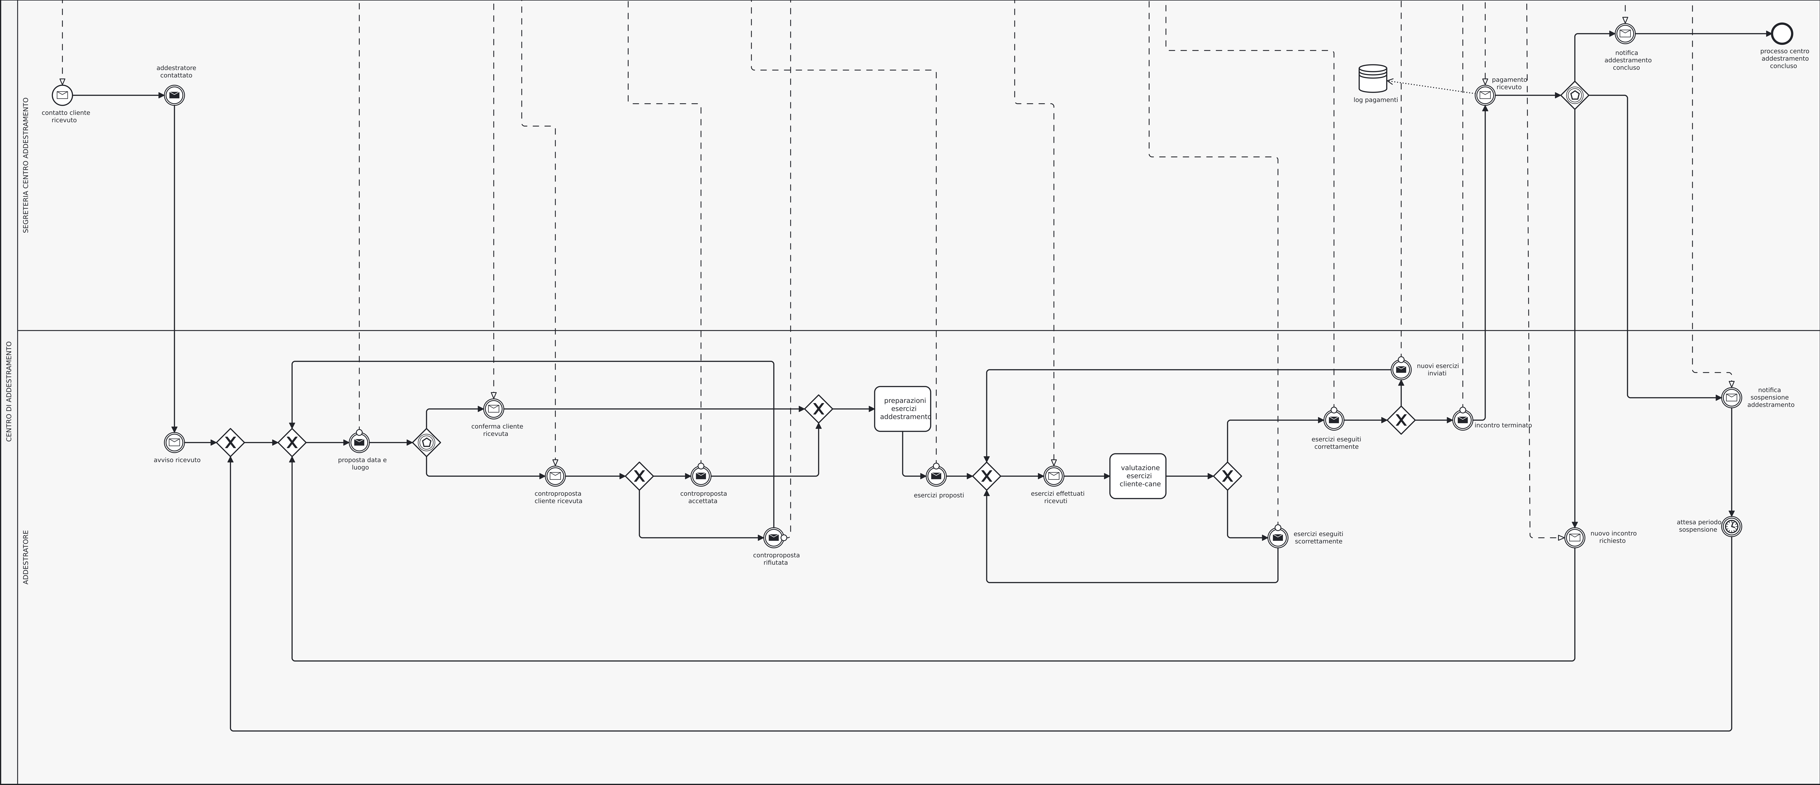 CENTRO DI ADDESTRAMENTO
SEGRETERIA CENTRO ADDESTRAMENTO
contatto cliente
ricevuto
addestratore
contattato
log pagamenti
pagamento
ricevuto
notifica
addestramento
concluso
processo centro
addestramento
concluso
ADDESTRATORE
avviso ricevuto
proposta data e
luogo
conferma cliente
ricevuta
controproposta
cliente ricevuta
controproposta
accettata
controproposta
rifiutata
preparazioni
esercizi
addestramento
esercizi proposti
esercizi effettuati
ricevuti
valutazione
esercizi
cliente-cane
esercizi eseguiti
correttamente
esercizi eseguiti
scorrettamente
nuovi esercizi
inviati
incontro terminato
nuovo incontro
richiesto
notifica
sospensione
addestramento
attesa periodo
sospensione